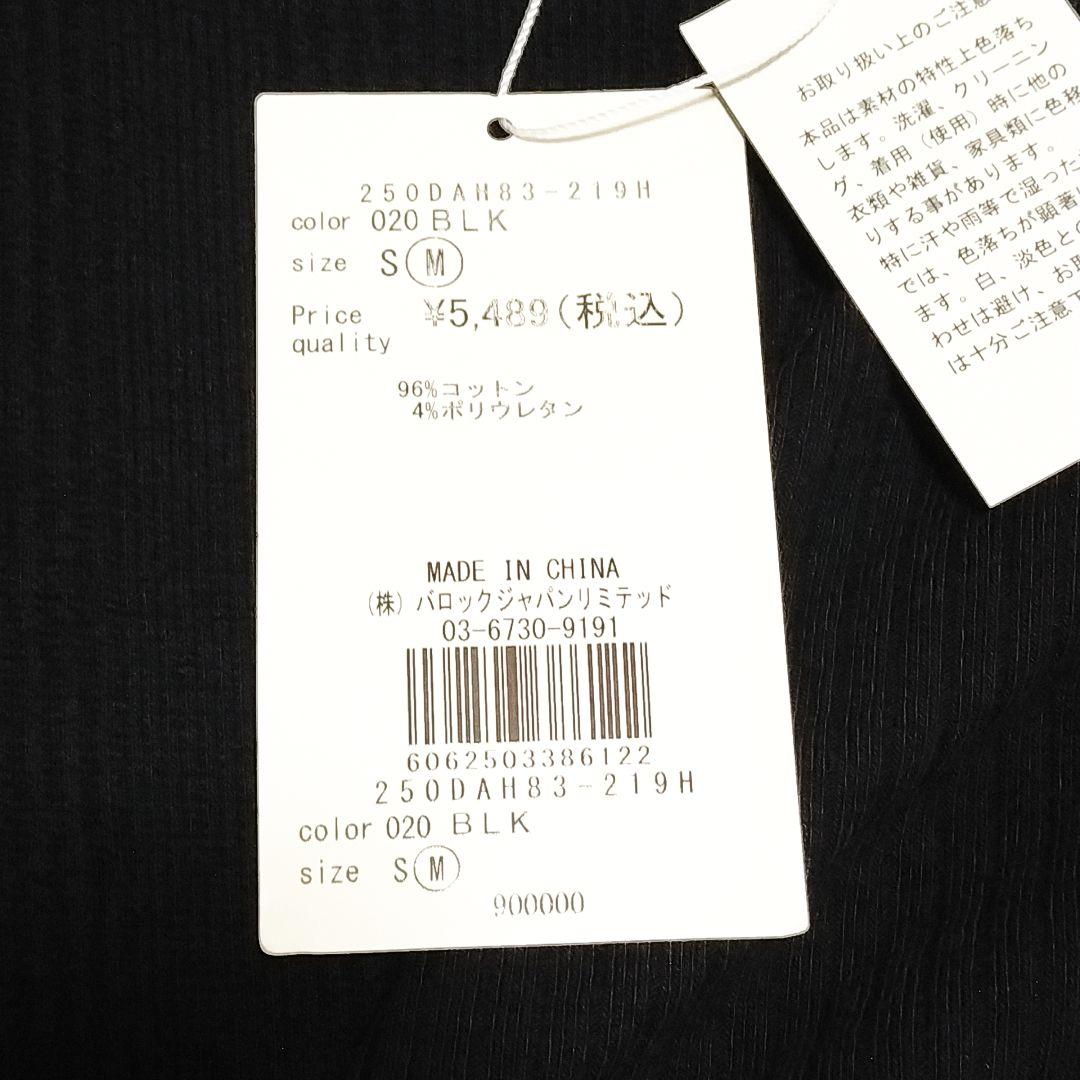 250DAH83-219H
color 020 BLK
size S M
Price ¥5,489(税込)
quality
96%コットン
4%ポリウレタン
MADE IN CHINA
(株)バロックジャパンリミテッド
03-6730-9191
6062503386122
250DAH83-219H
color 020 BLK
size S M
900000
お取り扱い上のご注意
本品は素材の特性上色落ち
します。洗濯、クリーニン
グ、着用(使用)時に他の
衣類や雑貨、家具類に色移
りする事があります。
特に汗や雨等で湿った
では、色落ちが顕著
ます。白、淡色との
わせは避け、お取
は十分ご注意下